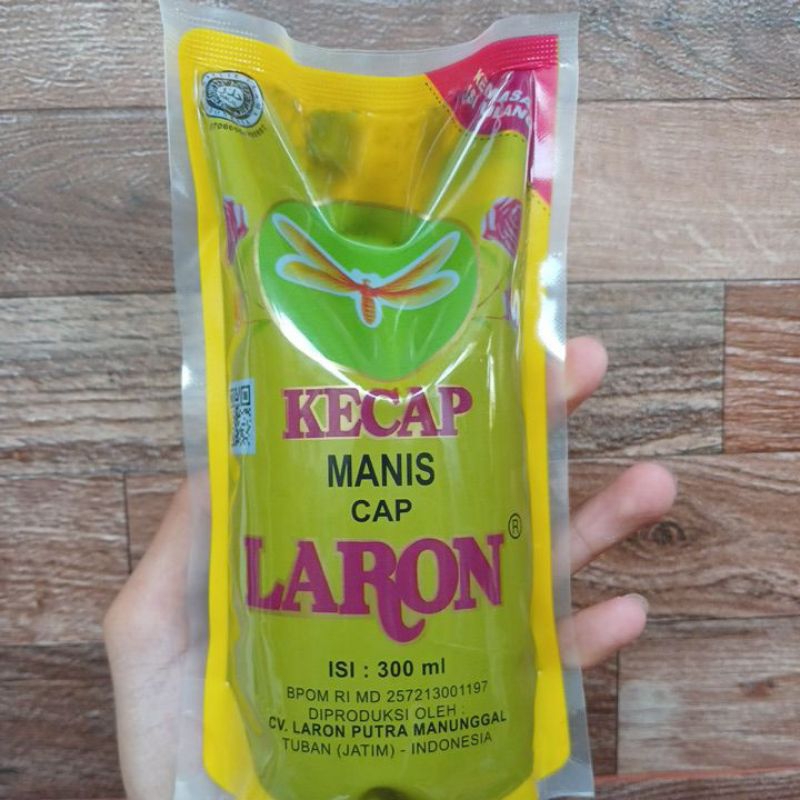 KECAP
MANIS
CAP
LARON®
ISI : 300 ml
BPOM RI MD 257213001197
DIPRODUKSI OLEH :
CV. LARON PUTRA MANUNGGAL
TUBAN (JATIM) - INDONESIA